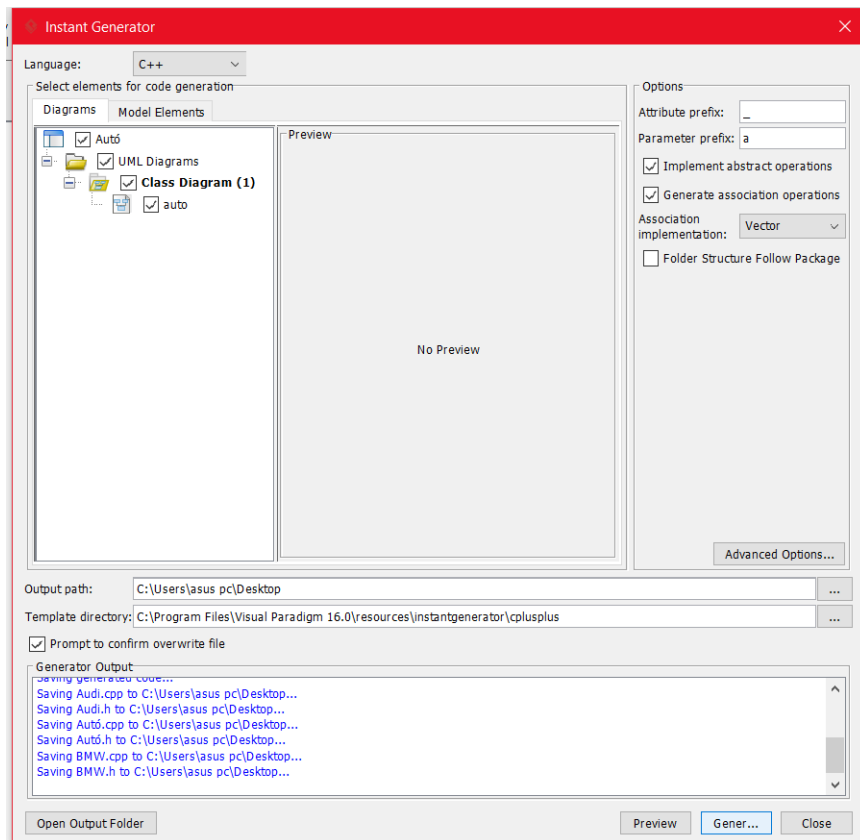 Instant Generator
Language: C++
Select elements for code generation
Diagrams Model Elements
Autó
UML Diagrams
Class Diagram (1)
auto
Preview
No Preview
Options
Attribute prefix: _
Parameter prefix: a
Implement abstract operations
Generate association operations
Association
implementation: Vector
Folder Structure Follow Package
Advanced Options...
Output path: C:\Users\asus pc\Desktop ...
Template directory: C:\Program Files\Visual Paradigm 16.0\resources\instantgenerator\cplusplus ...
Prompt to confirm overwrite file
Generator Output
Saving generated code...
Saving Audi.cpp to C:\Users\asus pc\Desktop...
Saving Audi.h to C:\Users\asus pc\Desktop...
Saving Autó.cpp to C:\Users\asus pc\Desktop...
Saving Autó.h to C:\Users\asus pc\Desktop...
Saving BMW.cpp to C:\Users\asus pc\Desktop...
Saving BMW.h to C:\Users\asus pc\Desktop...
Open Output Folder Preview Gener... Close